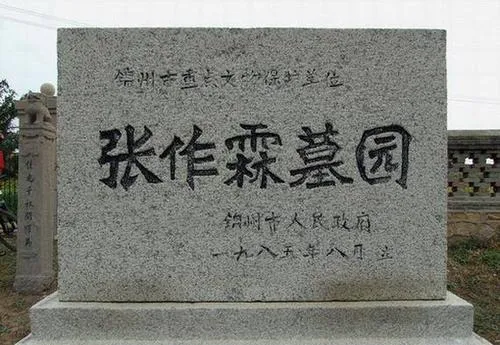 锦州市重点文物保护单位
张作霖墓园
锦州市人民政府
一九八五年八月立